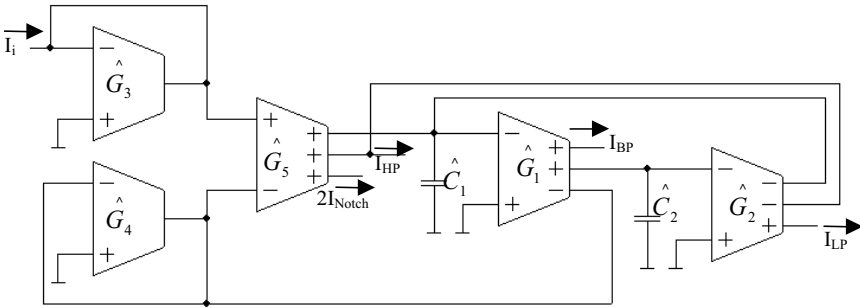 I_i
Ĝ_3
−
+
Ĝ_4
−
+
Ĝ_5
+
−
+
+
+
I_HP
2I_Notch
Ĉ_1
Ĝ_1
−
+
+
+
−
I_BP
Ĉ_2
Ĝ_2
−
+
−
−
+
I_LP